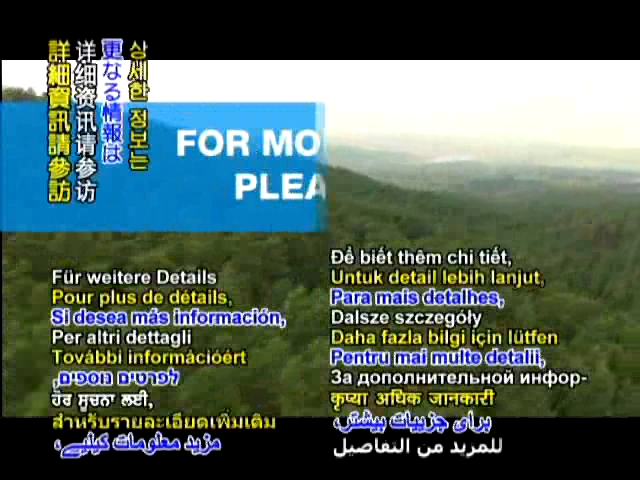 詳細資訊請參訪
详细资讯请参访
更なる情報は
상세한 정보는
FOR MO
PLEA
Für weitere Details
Pour plus de détails,
Si desea más información,
Per altri dettagli
További információért
לפרטים נוספים,
ਹੋਰ ਸੂਚਨਾ ਲਈ,
สำหรับรายละเอียดเพิ่มเติม
مزید معلومات کیلیے،
Để biết thêm chi tiết,
Untuk detail lebih lanjut,
Para mais detalhes,
Dalsze szczegóły
Daha fazla bilgi için lütfen
Pentru mai multe detalii,
За дополнительной инфор-
कृप्या अधिक जानकारी
برای جزییات بیشتر،
للمزيد من التفاصيل